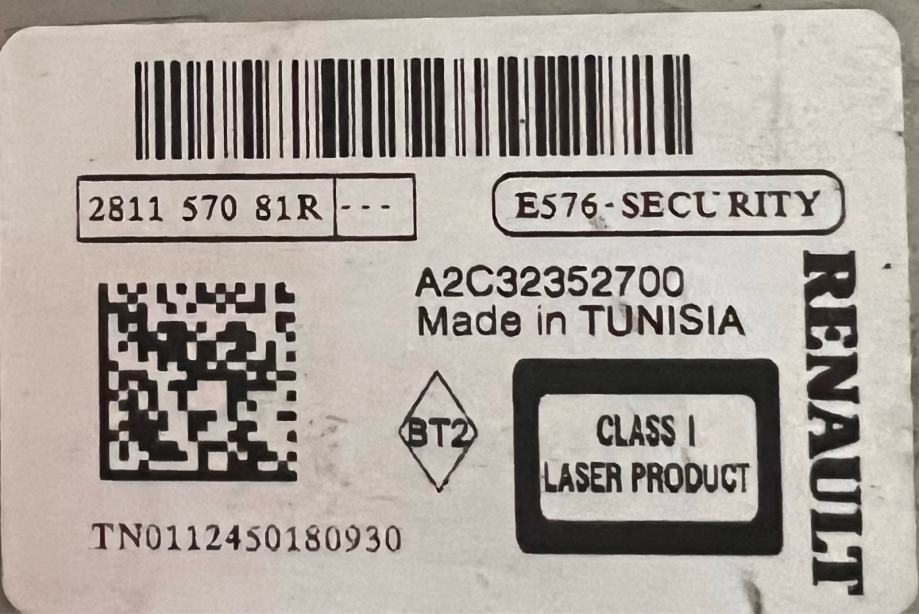 2811 570 81R ---
E576-SECURITY
A2C32352700
Made in TUNISIA
BT2
CLASS I
LASER PRODUCT
TN0112450180930
RENAULT